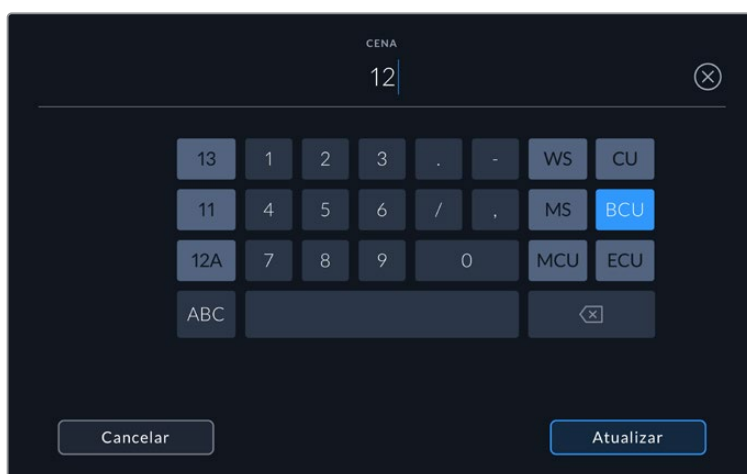 CENA
12
13 1 2 3 . - WS CU
11 4 5 6 / , MS BCU
12A 7 8 9 0 MCU ECU
ABC
Cancelar Atualizar